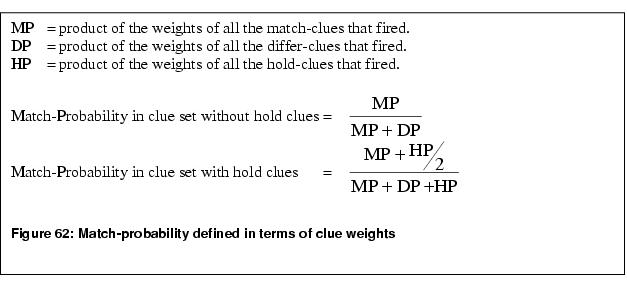 MP = product of the weights of all the match-clues that fired.
DP = product of the weights of all the differ-clues that fired.
HP = product of the weights of all the hold-clues that fired.
Match-Probability in clue set without hold clues = MP / MP + DP
Match-Probability in clue set with hold clues = MP + HP/2 / MP + DP +HP
Figure 62: Match-probability defined in terms of clue weights